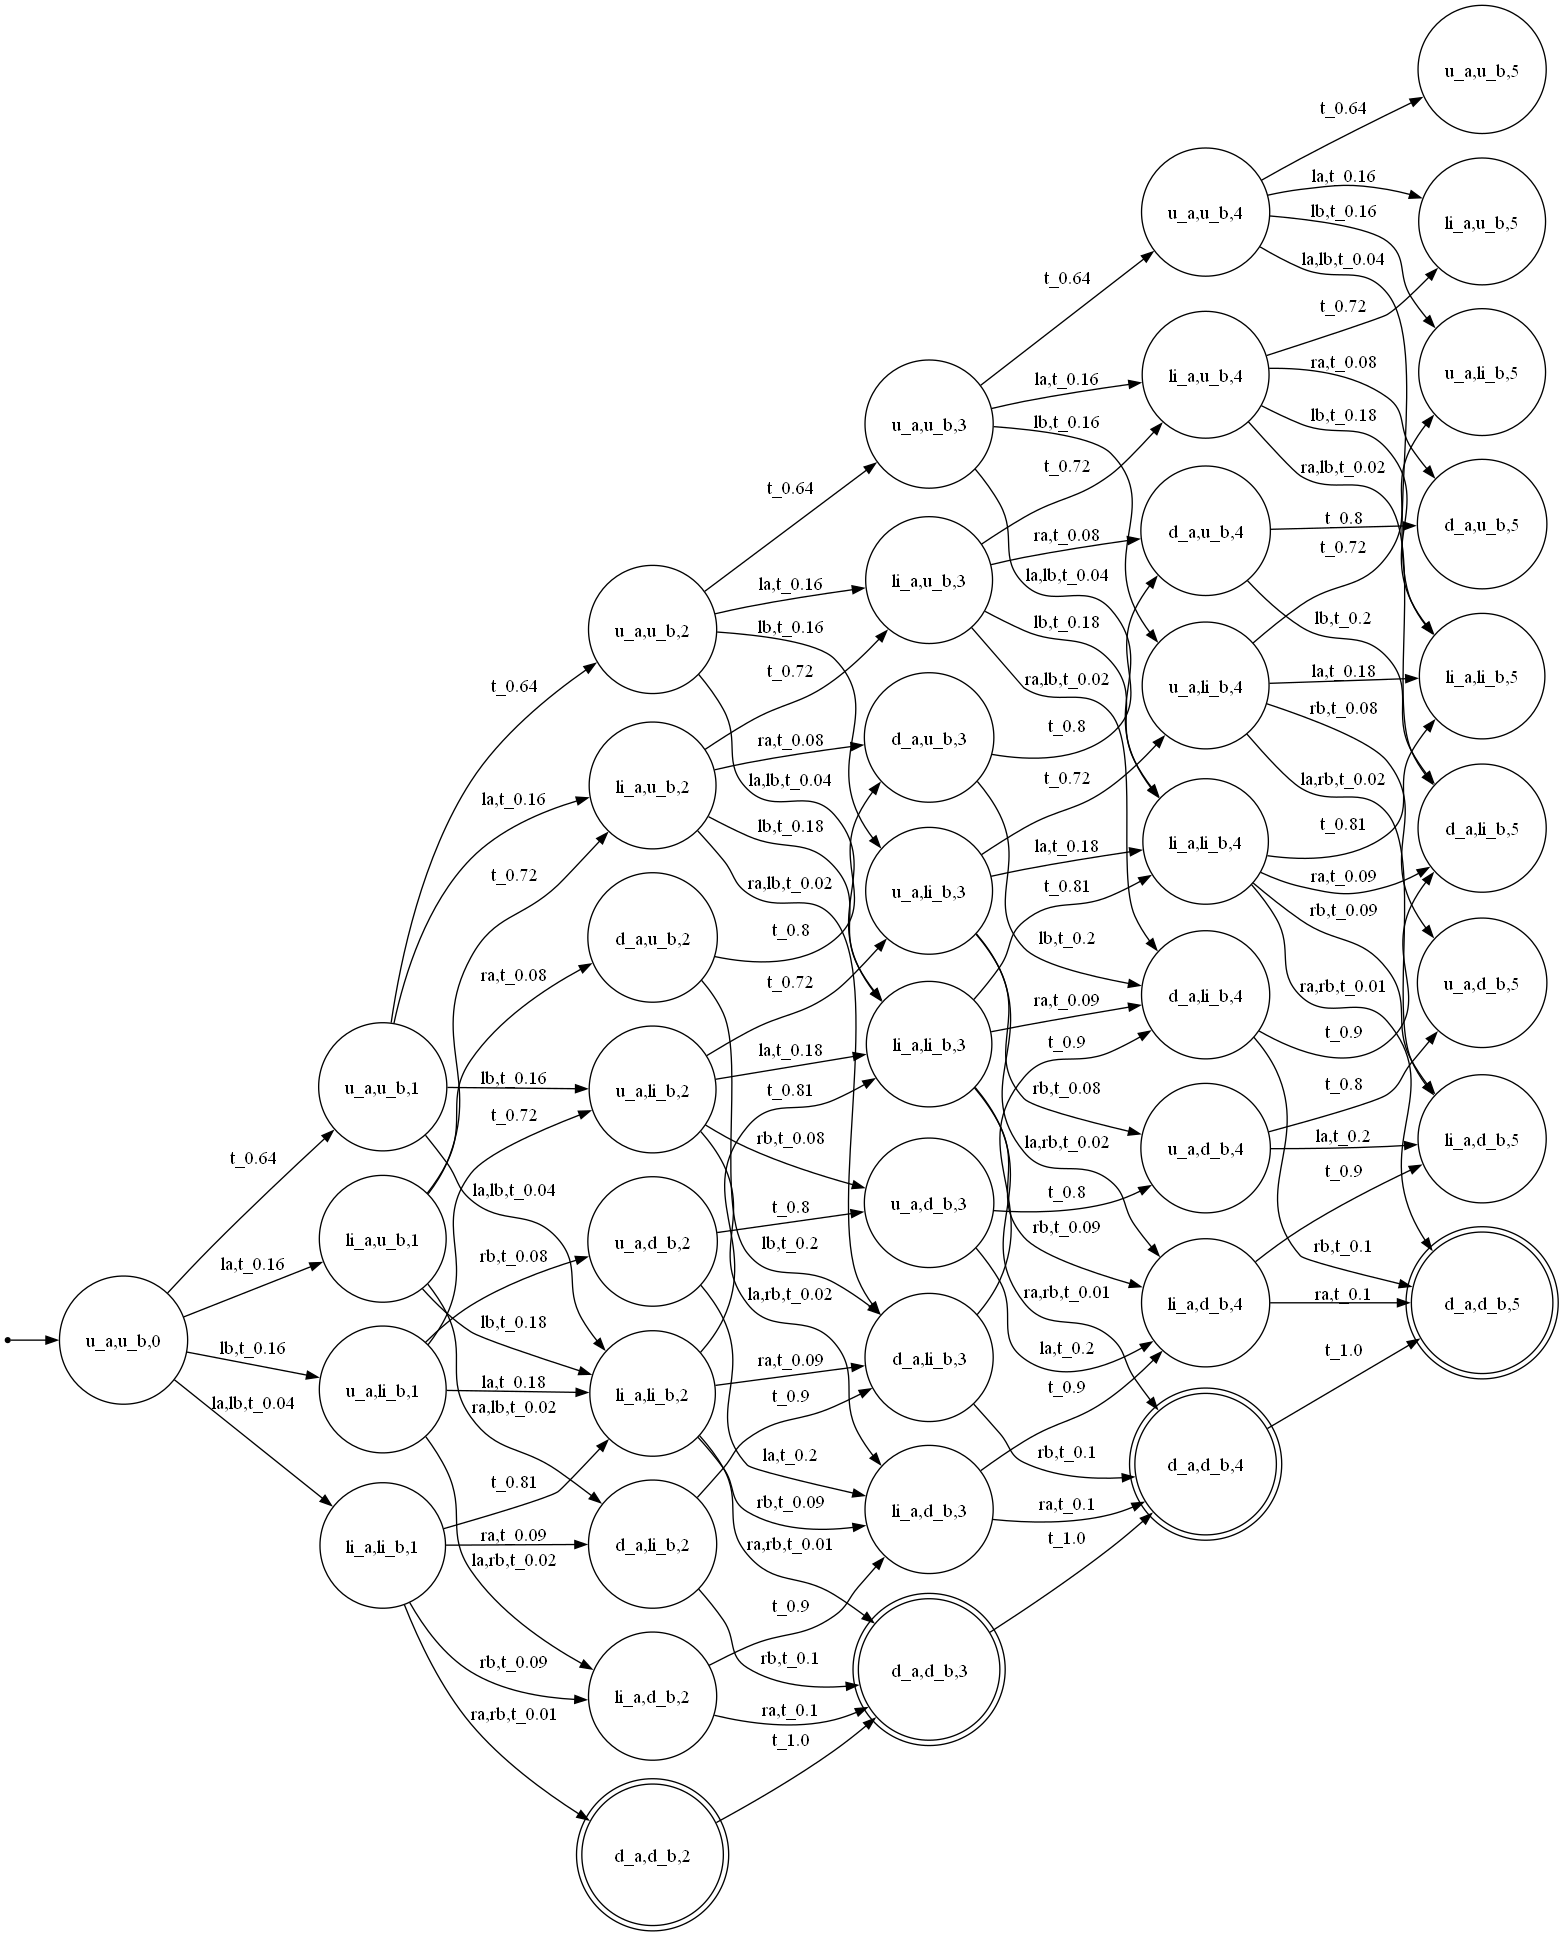 u_a,u_b,5
t_0.64
u_a,u_b,4
la,t_0.16
li_a,u_b,5
lb,t_0.16
la,lb,t_0.04
t_0.64
t_0.72
u_a,li_b,5
li_a,u_b,4
ra,t_0.08
u_a,u_b,3
la,t_0.16
lb,t_0.18
lb,t_0.16
t_0.72
ra,lb,t_0.02
t_0.64
d_a,u_b,5
t_0.8
d_a,u_b,4
ra,t_0.08
t_0.72
li_a,u_b,3
la,lb,t_0.04
la,t_0.16
u_a,u_b,2
lb,t_0.16
lb,t_0.18
lb,t_0.2
t_0.72
ra,lb,t_0.02
t_0.64
u_a,li_b,4
la,t_0.18
li_a,li_b,5
rb,t_0.08
t_0.8
d_a,u_b,3
ra,t_0.08
li_a,u_b,2
la,lb,t_0.04
t_0.72
la,rb,t_0.02
la,t_0.16
lb,t_0.18
t_0.81
d_a,li_b,5
li_a,li_b,4
la,t_0.18
t_0.72
ra,lb,t_0.02
t_0.81
ra,t_0.09
u_a,li_b,3
rb,t_0.09
d_a,u_b,2
t_0.8
lb,t_0.2
ra,t_0.08
t_0.72
ra,rb,t_0.01
u_a,d_b,5
d_a,li_b,4
ra,t_0.09
t_0.9
t_0.9
li_a,li_b,3
la,t_0.18
u_a,u_b,1
lb,t_0.16
u_a,li_b,2
t_0.81
rb,t_0.08
t_0.8
t_0.72
rb,t_0.08
la,rb,t_0.02
u_a,d_b,4
la,t_0.2
li_a,d_b,5
t_0.64
t_0.9
la,lb,t_0.04
t_0.8
u_a,d_b,3
t_0.8
rb,t_0.09
li_a,u_b,1
u_a,d_b,2
lb,t_0.2
rb,t_0.1
rb,t_0.08
la,t_0.16
la,rb,t_0.02
ra,rb,t_0.01
ra,t_0.1
li_a,d_b,4
d_a,d_b,5
lb,t_0.18
u_a,u_b,0
lb,t_0.16
la,t_0.2
t_1.0
d_a,li_b,3
ra,t_0.09
u_a,li_b,1
la,t_0.18
li_a,li_b,2
t_0.9
t_0.9
la,lb,t_0.04
ra,lb,t_0.02
rb,t_0.1
la,t_0.2
d_a,d_b,4
t_0.81
rb,t_0.09
ra,t_0.1
li_a,d_b,3
ra,t_0.09
ra,rb,t_0.01
t_1.0
li_a,li_b,1
d_a,li_b,2
la,rb,t_0.02
t_0.9
rb,t_0.09
rb,t_0.1
d_a,d_b,3
li_a,d_b,2
ra,t_0.1
ra,rb,t_0.01
t_1.0
d_a,d_b,2